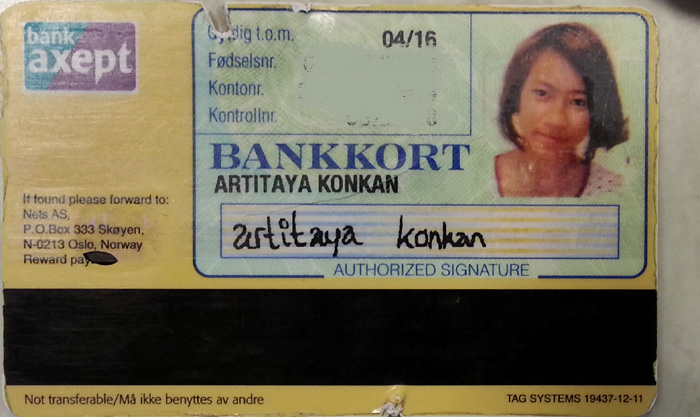 bank
axept
Gyldig t.o.m. 04/16
Fødselsnr.
Kontonr.
Kontrollnr.
BANKKORT
ARTITAYA KONKAN
artitaya konkan
AUTHORIZED SIGNATURE
If found please forward to:
Nets AS,
P.O.Box 333 Skøyen,
N-0213 Oslo, Norway
Reward
Not transferable/Må ikke benyttes av andre
TAG SYSTEMS 19437-12-11